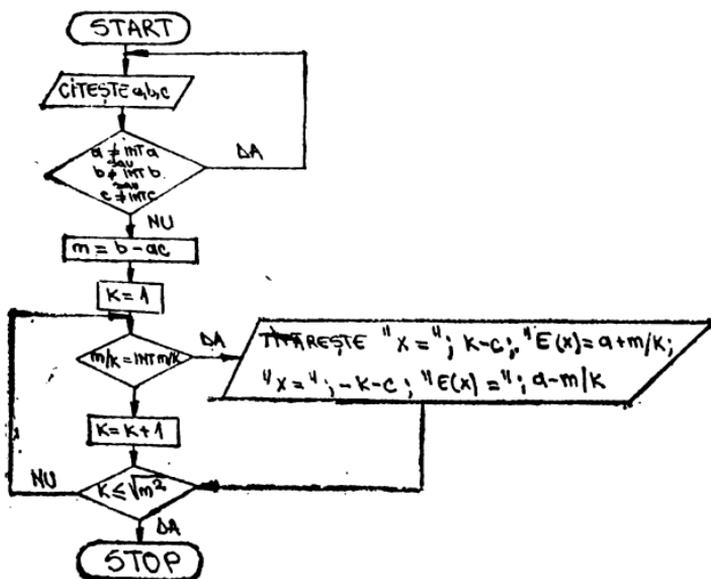 START
CITEȘTE a,b,c
a ≠ INT a
sau
b ≠ INT b
sau
c ≠ INT c
DA
NU
m = b - ac
K = 1
m/K = INT m/K
DA
TIPĂREȘTE "X = "; K-C; "E(x) = a+m/K;
"X = "; -K-C; "E(x) = "; a-m/K
K = K+1
K ≤ √m²
NU
DA
STOP